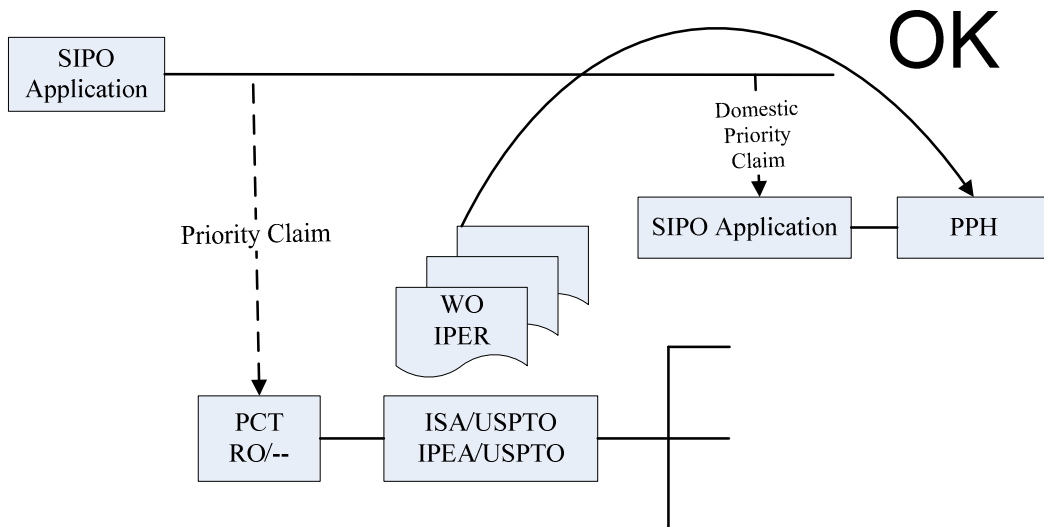 OK
SIPO
Application
Domestic
Priority
Claim
Priority Claim
SIPO Application
PPH
WO
IPER
PCT
RO/--
ISA/USPTO
IPEA/USPTO